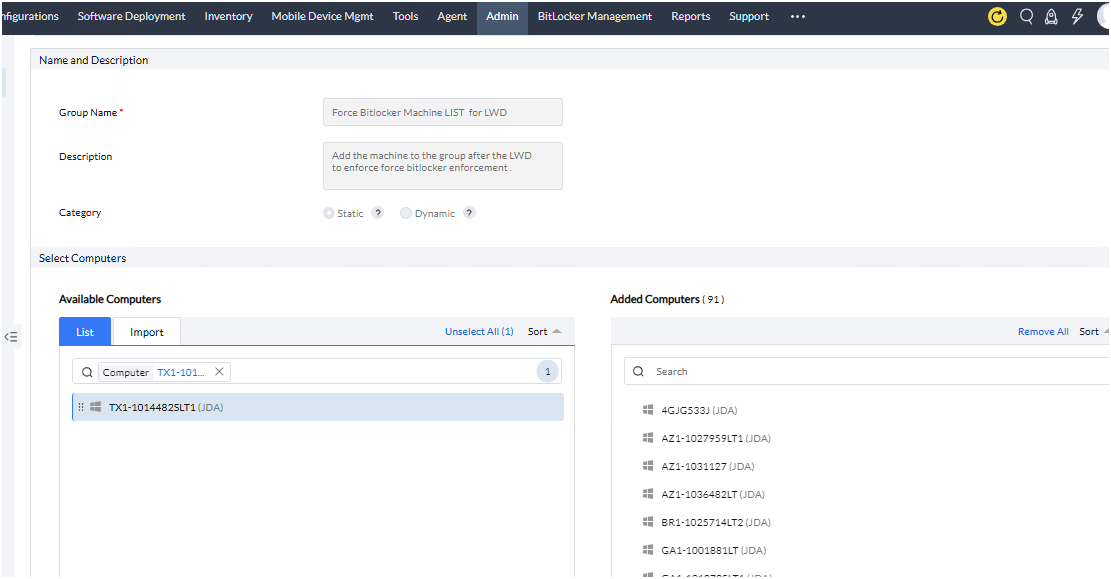 nfigurations Software Deployment Inventory Mobile Device Mgmt Tools Agent Admin BitLocker Management Reports Support
Name and Description
Group Name *
Force Bitlocker Machine LIST for LWD
Description
Add the machine to the group after the LWD
to enforce force bitlocker enforcement .
Category
Static ? Dynamic ?
Select Computers
Available Computers
List Import
Unselect All (1) Sort
Computer TX1-101... 1
TX1-1014482SLT1 (JDA)
Added Computers ( 91 )
Remove All Sort
Search
4GJG533J (JDA)
AZ1-1027959LT1 (JDA)
AZ1-1031127 (JDA)
AZ1-1036482LT (JDA)
BR1-1025714LT2 (JDA)
GA1-1001881LT (JDA)